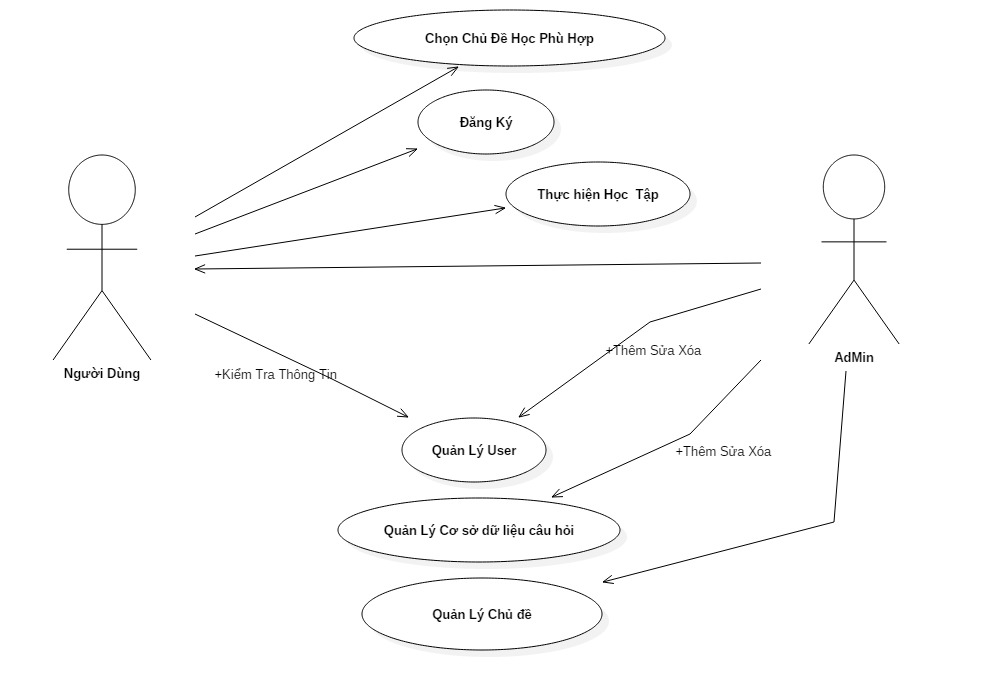 Chọn Chủ Đề Học Phù Hợp
Đăng Ký
Thực hiện Học Tập
+Thêm Sửa Xóa
AdMin
Người Dùng
+Kiểm Tra Thông Tin
Quản Lý User
+Thêm Sửa Xóa
Quản Lý Cơ sở dữ liệu câu hỏi
Quản Lý Chủ đề